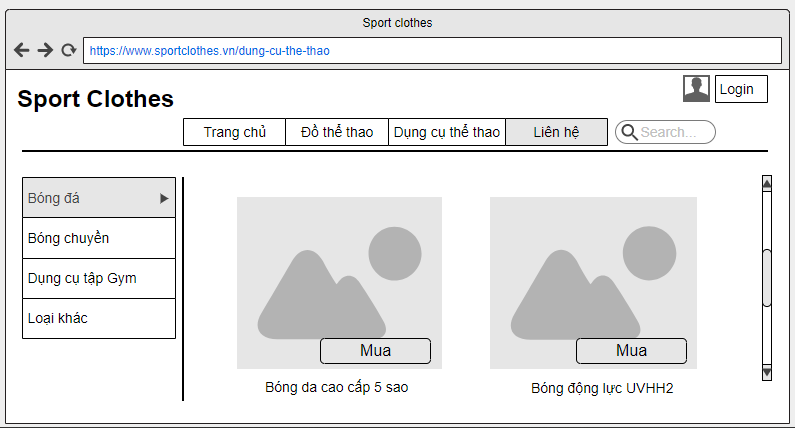 Sport clothes
https://www.sportclothes.vn/dung-cu-the-thao
Login
Sport Clothes
Trang chủ
Đồ thể thao
Dụng cụ thể thao
Liên hệ
Search...
Bóng đá
Bóng chuyền
Dụng cụ tập Gym
Loại khác
Mua
Mua
Bóng da cao cấp 5 sao
Bóng động lực UVHH2